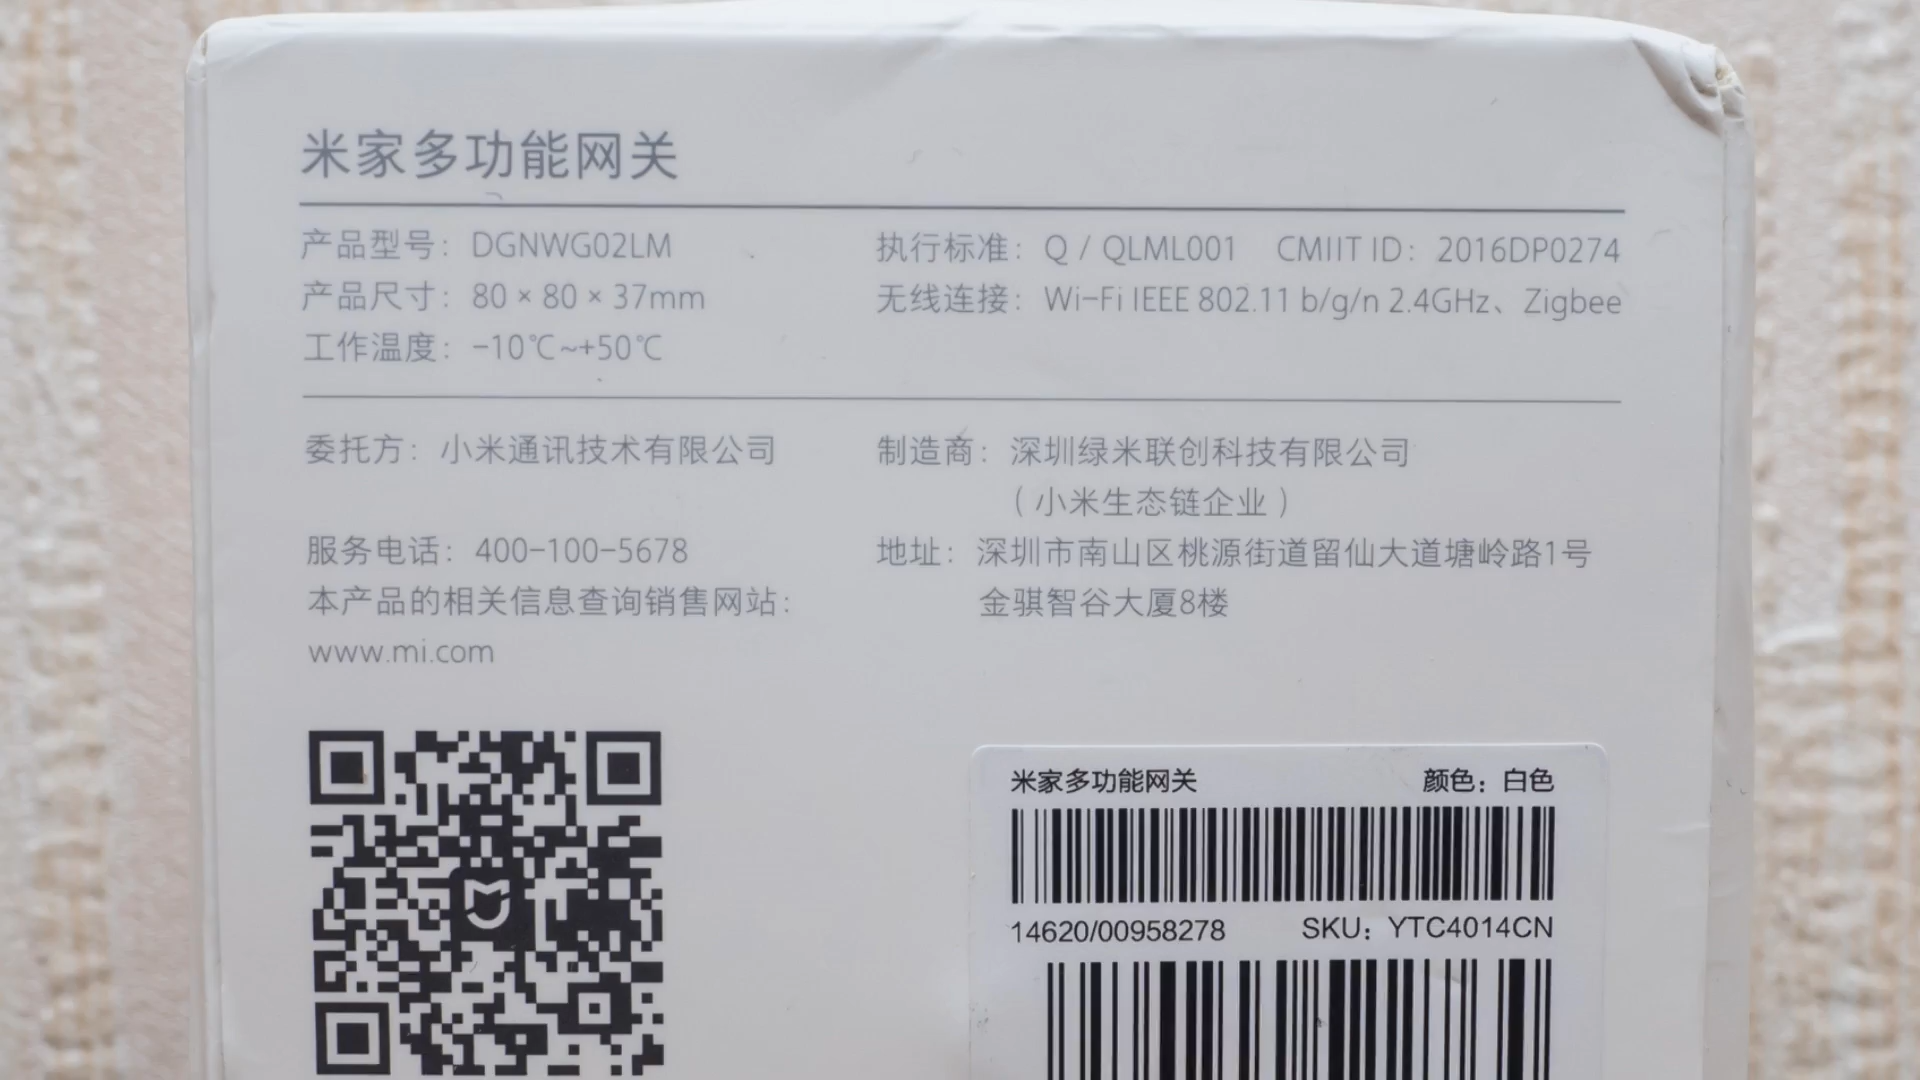 米家多功能网关
产品型号：DGNWG02LM
执行标准：Q / QLML001 CMIIT ID：2016DP0274
产品尺寸：80 × 80 × 37mm
无线连接：Wi-Fi IEEE 802.11 b/g/n 2.4GHz、Zigbee
工作温度：-10℃~+50℃
委托方：小米通讯技术有限公司
制造商：深圳绿米联创科技有限公司
（小米生态链企业）
服务电话：400-100-5678
地址：深圳市南山区桃源街道留仙大道塘岭路1号
本产品的相关信息查询销售网站：
金骐智谷大厦8楼
www.mi.com
米家多功能网关 颜色：白色
14620/00958278 SKU：YTC4014CN